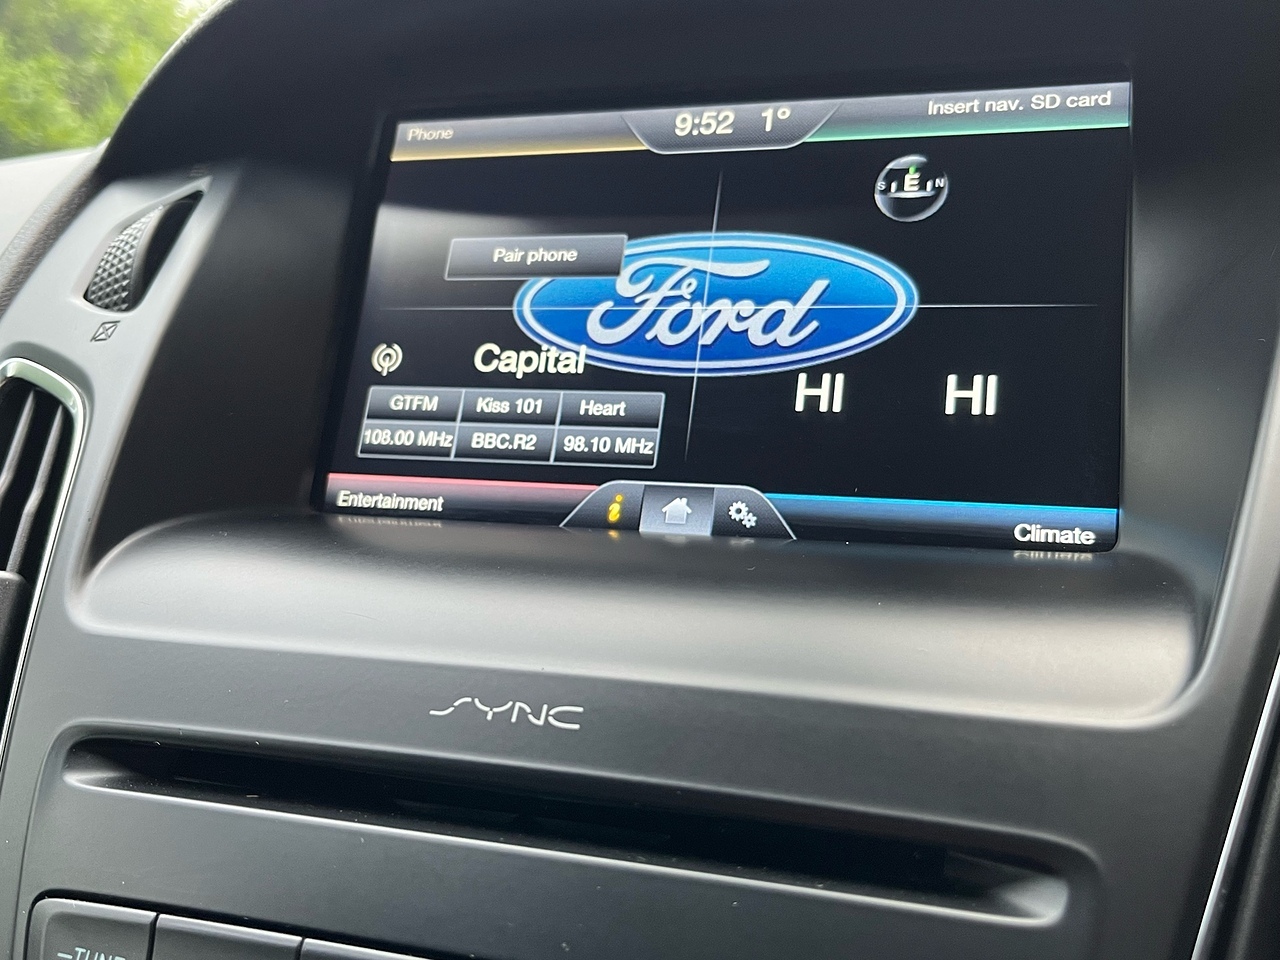 Phone
9:52 1°
Insert nav. SD card
S E N
Pair phone
Ford
Capital
GTFM Kiss 101 Heart
108.00 MHz BBC.R2 98.10 MHz
HI HI
Entertainment
i
Climate
SYNC
–TUNE